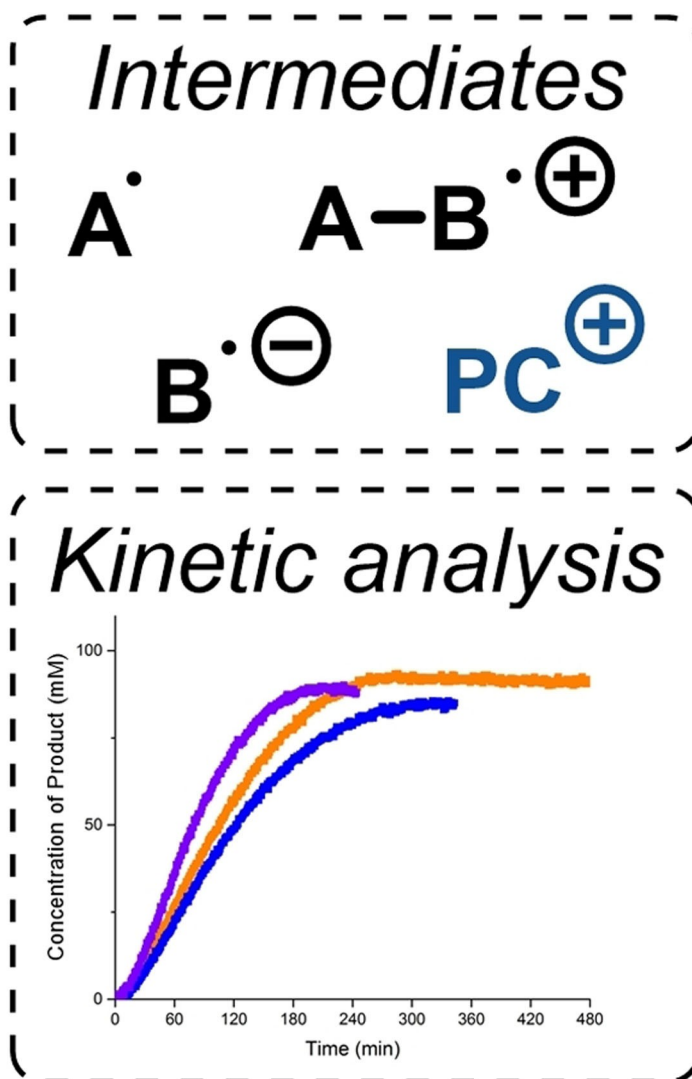 Intermediates
A• A–B•⊕
B•⊖ PC⊕
Kinetic analysis
Concentration of Product (mM)
100
50
0
0 60 120 180 240 300 360 420 480
Time (min)